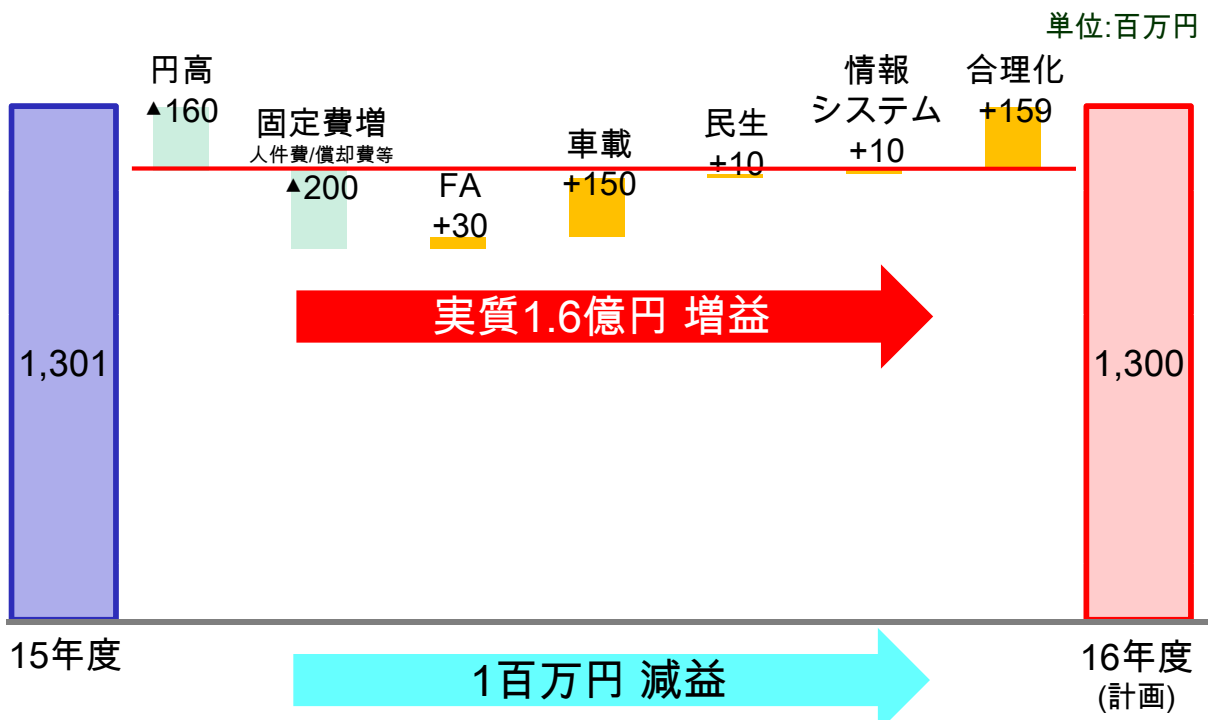 単位:百万円
円高
▲160
固定費増
人件費/償却費等
▲200
FA
+30
車載
+150
民生
+10
情報
システム
+10
合理化
+159
実質1.6億円 増益
1,301
1,300
15年度
1百万円 減益
16年度
(計画)